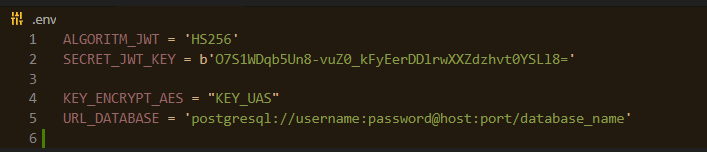 .env
1 ALGORITM_JWT = 'HS256'
2 SECRET_JWT_KEY = b'O7S1WDqb5Un8-vuZ0_kFyEerDDlrwXXZdzhvt0YSLl8='
3
4 KEY_ENCRYPT_AES = "KEY_UAS"
5 URL_DATABASE = 'postgresql://username:password@host:port/database_name'
6